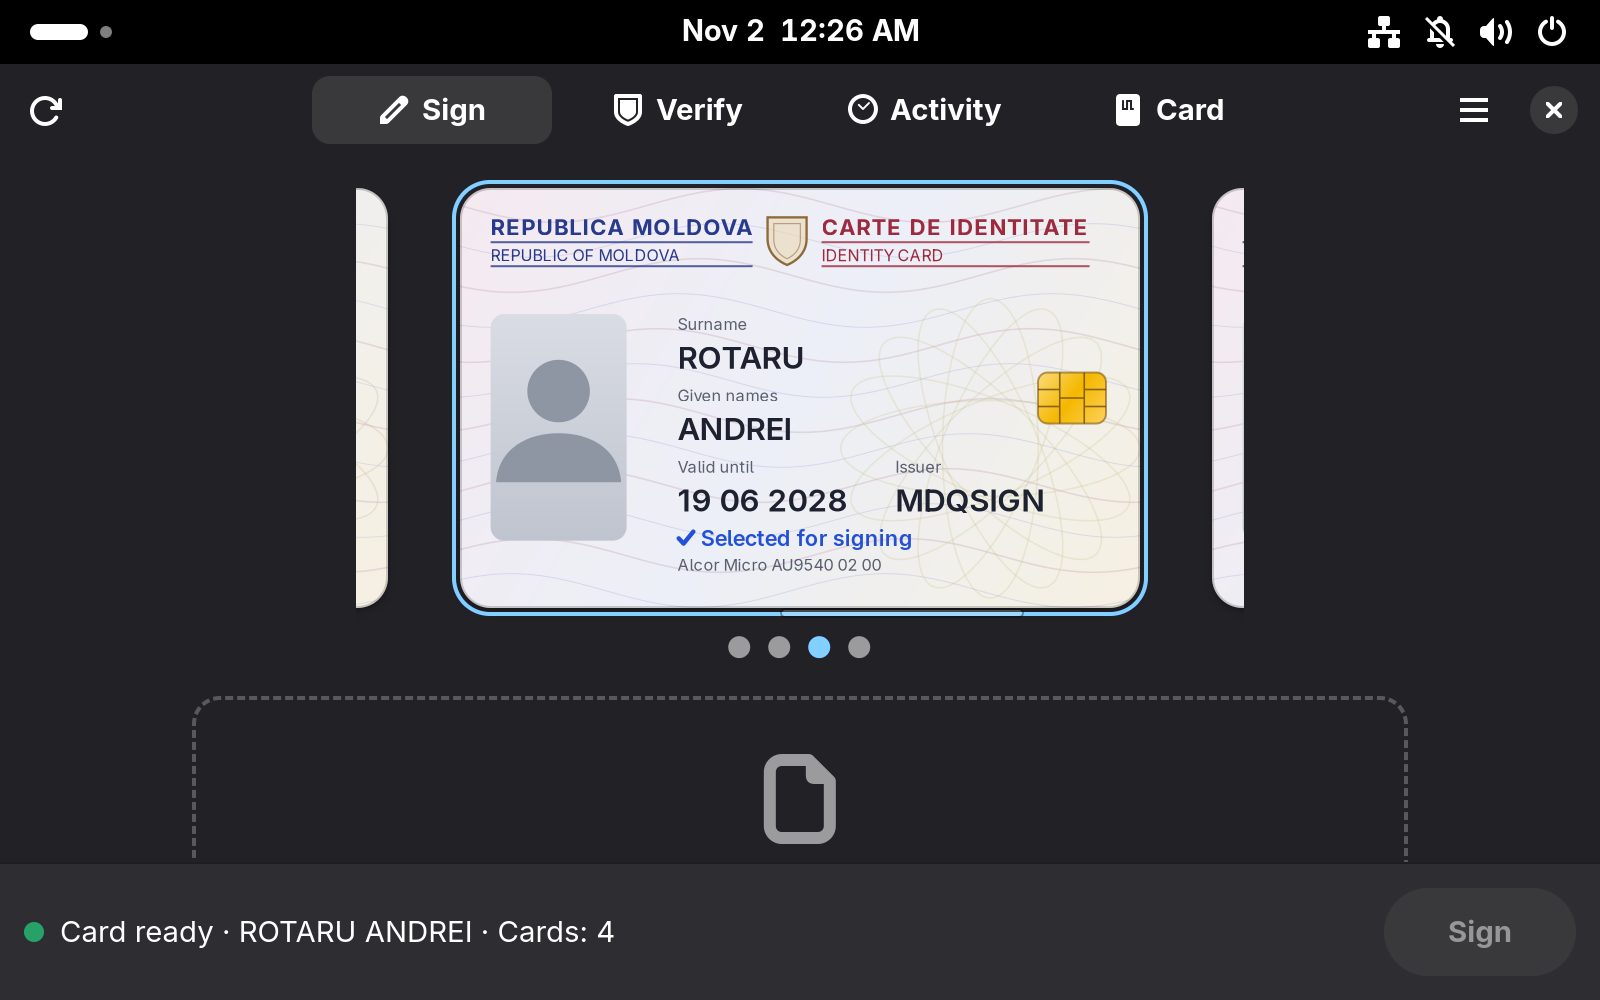 Nov 2 12:26 AM
Sign
Verify
Activity
Card
REPUBLICA MOLDOVA
CARTE DE IDENTITATE
REPUBLIC OF MOLDOVA
IDENTITY CARD
Surname
ROTARU
Given names
ANDREI
Valid until
Issuer
19 06 2028
MDQSIGN
Selected for signing
Alcor Micro AU9540 02 00
Card ready · ROTARU ANDREI · Cards: 4
Sign